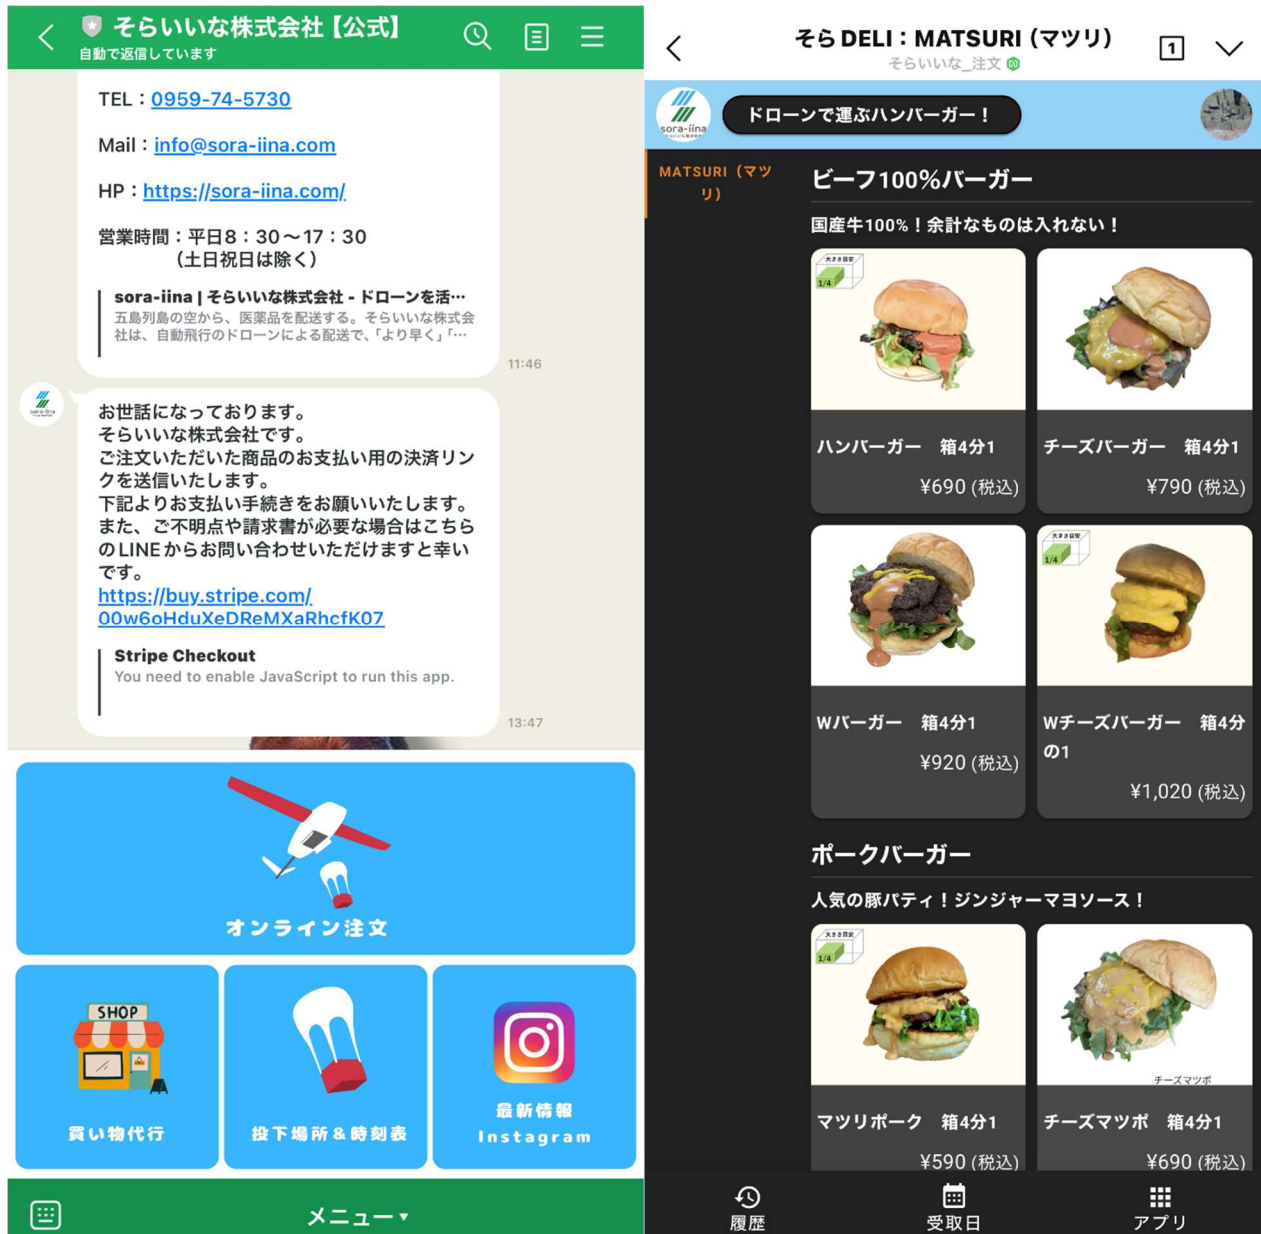 そらいいな株式会社【公式】
自動で返信しています
TEL：0959-74-5730
Mail：info@sora-iina.com
HP：https://sora-iina.com/
営業時間：平日8：30～17：30
（土日祝日は除く）
sora-iina | そらいいな株式会社 - ドローンを活…
五島列島の空から、医薬品を配送する。そらいいな株式会
社は、自動飛行のドローンによる配送で、「より早く」「…
11:46
sora-iina
お世話になっております。
そらいいな株式会社です。
ご注文いただいた商品のお支払い用の決済リン
クを送信いたします。
下記よりお支払い手続きをお願いいたします。
また、ご不明点や請求書が必要な場合はこちら
のLINEからお問い合わせいただけますと幸い
です。
https://buy.stripe.com/
00w6oHduXeDReMXaRhcfK07
Stripe Checkout
You need to enable JavaScript to run this app.
13:47
オンライン注文
SHOP
買い物代行
投下場所＆時刻表
最新情報
Instagram
メニュー▼
そらDELI：MATSURI（マツリ）
そらいいな_注文
1
sora-iina
ドローンで運ぶハンバーガー！
MATSURI（マツ
リ）
ビーフ100%バーガー
国産牛100%！余計なものは入れない！
大きさ目安
1/4
ハンバーガー　箱4分1
¥690 (税込)
チーズバーガー　箱4分1
¥790 (税込)
Wバーガー　箱4分1
¥920 (税込)
大きさ目安
1/4
Wチーズバーガー　箱4分
の1
¥1,020 (税込)
ポークバーガー
人気の豚パティ！ジンジャーマヨソース！
大きさ目安
1/4
マツリポーク　箱4分1
¥590 (税込)
チーズマツポ
チーズマツポ　箱4分1
¥690 (税込)
履歴
受取日
アプリ